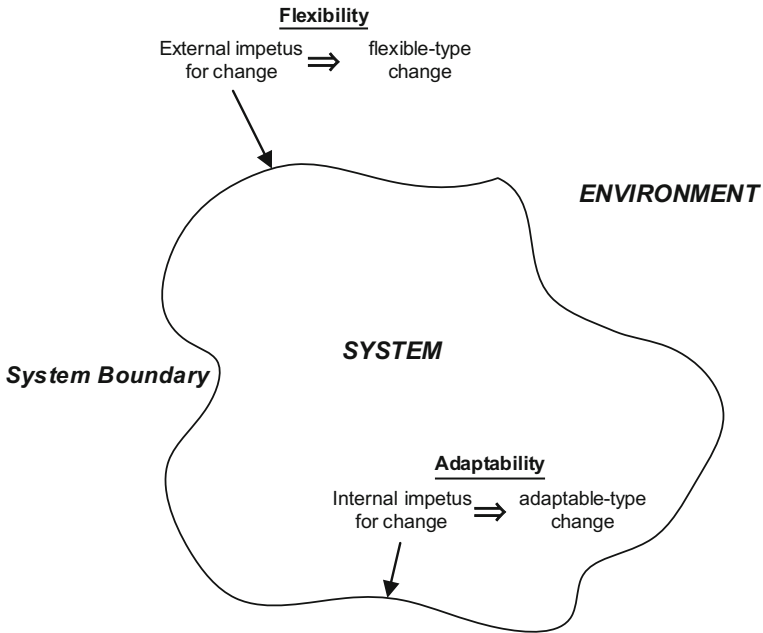 Flexibility
External impetus ⇒ flexible-type
for change change
ENVIRONMENT
SYSTEM
System Boundary
Adaptability
Internal impetus ⇒ adaptable-type
for change change